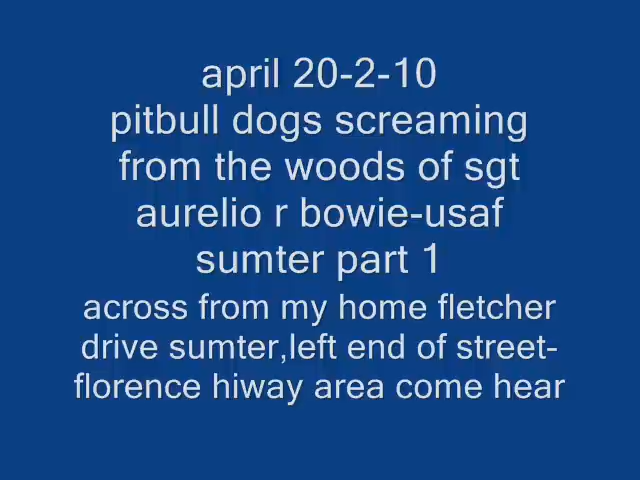 april 20-2-10
pitbull dogs screaming
from the woods of sgt
aurelio r bowie-usaf
sumter part 1
across from my home fletcher
drive sumter,left end of street-
florence hiway area come hear